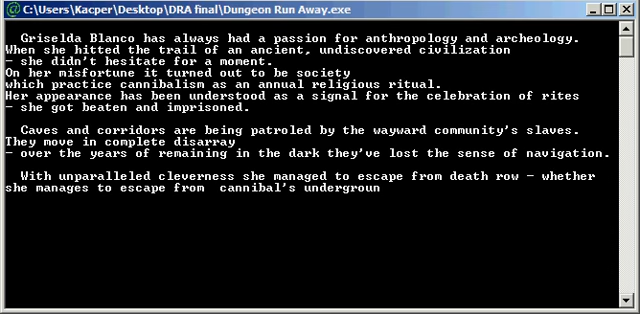 C:\Users\Kacper\Desktop\DRA final\Dungeon Run Away.exe
Griselda Blanco has always had a passion for anthropology and archeology.
When she hitted the trail of an ancient, undiscovered civilization
- she didn't hesitate for a moment.
On her misfortune it turned out to be society
which practice cannibalism as an annual religious ritual.
Her appearance has been understood as a signal for the celebration of rites
- she got beaten and imprisoned.
Caves and corridors are being patroled by the wayward community's slaves.
They move in complete disarray
- over the years of remaining in the dark they've lost the sense of navigation.
With unparalleled cleverness she managed to escape from death row - whether
she manages to escape from  cannibal's undergroun